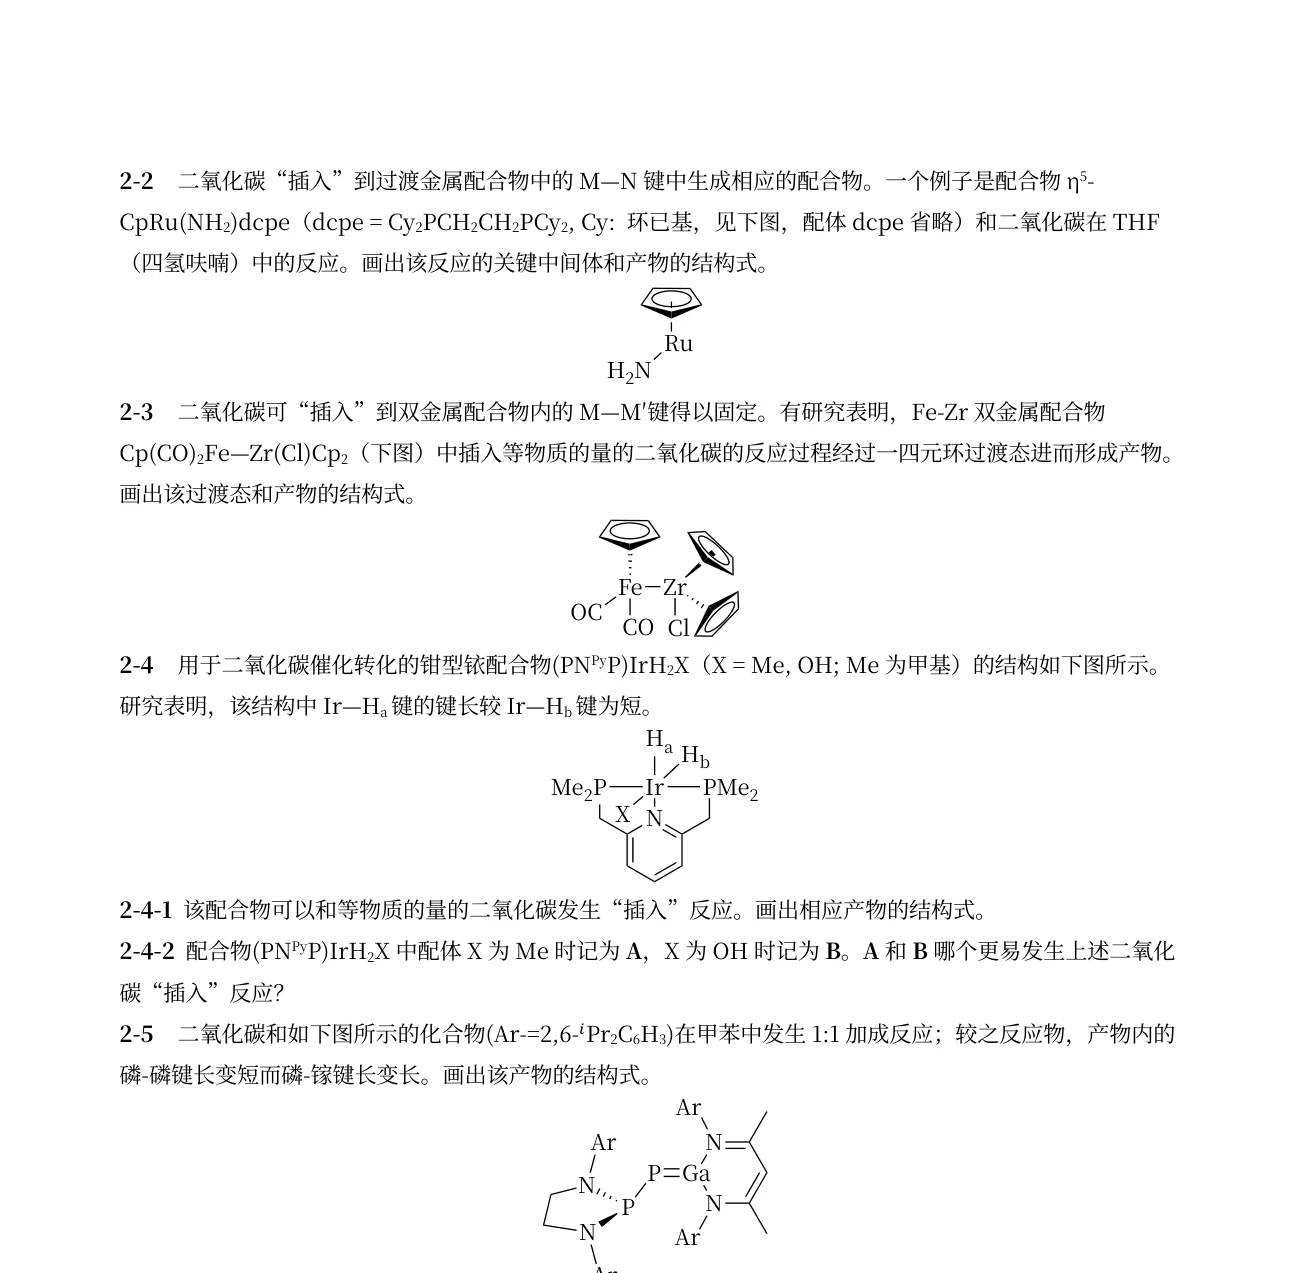 2-2 二氧化碳“插入”到过渡金属配合物中的 M—N 键中生成相应的配合物。一个例子是配合物 η⁵-
CpRu(NH₂)dcpe（dcpe = Cy₂PCH₂CH₂PCy₂, Cy：环已基，见下图，配体 dcpe 省略）和二氧化碳在 THF
（四氢呋喃）中的反应。画出该反应的关键中间体和产物的结构式。
Ru
H₂N
2-3 二氧化碳可“插入”到双金属配合物内的 M—M′键得以固定。有研究表明，Fe-Zr 双金属配合物
Cp(CO)₂Fe—Zr(Cl)Cp₂（下图）中插入等物质的量的二氧化碳的反应过程经过一四元环过渡态进而形成产物。
画出该过渡态和产物的结构式。
Fe Zr
OC CO Cl
2-4 用于二氧化碳催化转化的钳型铱配合物(PNᴾʸP)IrH₂X（X = Me, OH; Me 为甲基）的结构如下图所示。
研究表明，该结构中 Ir—Hₐ 键的键长较 Ir—H_b 键为短。
Hₐ H_b
Me₂P Ir PMe₂
X N
2-4-1 该配合物可以和等物质的量的二氧化碳发生“插入”反应。画出相应产物的结构式。
2-4-2 配合物(PNᴾʸP)IrH₂X 中配体 X 为 Me 时记为 A，X 为 OH 时记为 B。A 和 B 哪个更易发生上述二氧化
碳“插入”反应？
2-5 二氧化碳和如下图所示的化合物(Ar-=2,6-ⁱPr₂C₆H₃)在甲苯中发生 1:1 加成反应；较之反应物，产物内的
磷-磷键长变短而磷-镓键长变长。画出该产物的结构式。
Ar
Ar N
P=Ga
N P N
N Ar
Ar